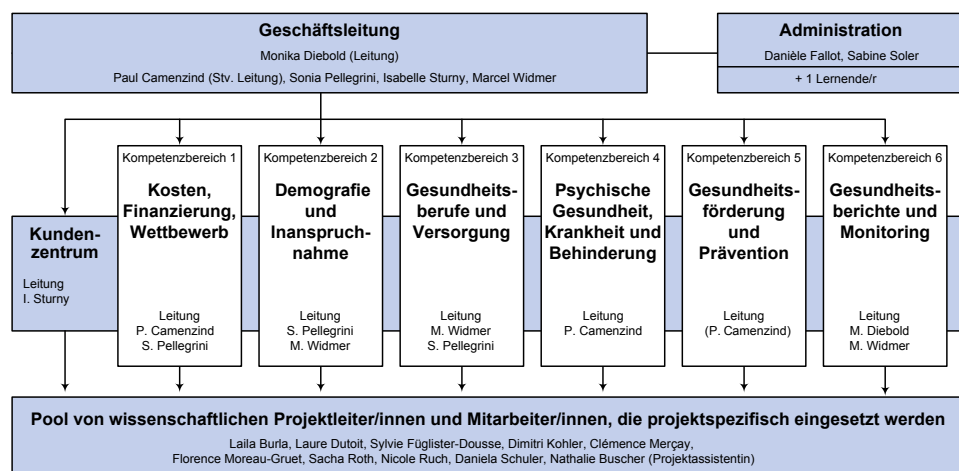 Geschäftsleitung
Monika Diebold (Leitung)
Paul Camenzind (Stv. Leitung), Sonia Pellegrini, Isabelle Sturny, Marcel Widmer
Administration
Danièle Fallot, Sabine Soler
+ 1 Lernende/r
Kunden-
zentrum
Leitung
I. Sturny
Kompetenzbereich 1
Kosten,
Finanzierung,
Wettbewerb
Leitung
P. Camenzind
S. Pellegrini
Kompetenzbereich 2
Demografie
und
Inanspruch-
nahme
Leitung
S. Pellegrini
M. Widmer
Kompetenzbereich 3
Gesundheits-
berufe und
Versorgung
Leitung
M. Widmer
S. Pellegrini
Kompetenzbereich 4
Psychische
Gesundheit,
Krankheit und
Behinderung
Leitung
P. Camenzind
Kompetenzbereich 5
Gesundheits-
förderung
und
Prävention
Leitung
(P. Camenzind)
Kompetenzbereich 6
Gesundheits-
berichte und
Monitoring
Leitung
M. Diebold
M. Widmer
Pool von wissenschaftlichen Projektleiter/innen und Mitarbeiter/innen, die projektspezifisch eingesetzt werden
Laila Burla, Laure Dutoit, Sylvie Füglister-Dousse, Dimitri Kohler, Clémence Merçay,
Florence Moreau-Gruet, Sacha Roth, Nicole Ruch, Daniela Schuler, Nathalie Buscher (Projektassistentin)